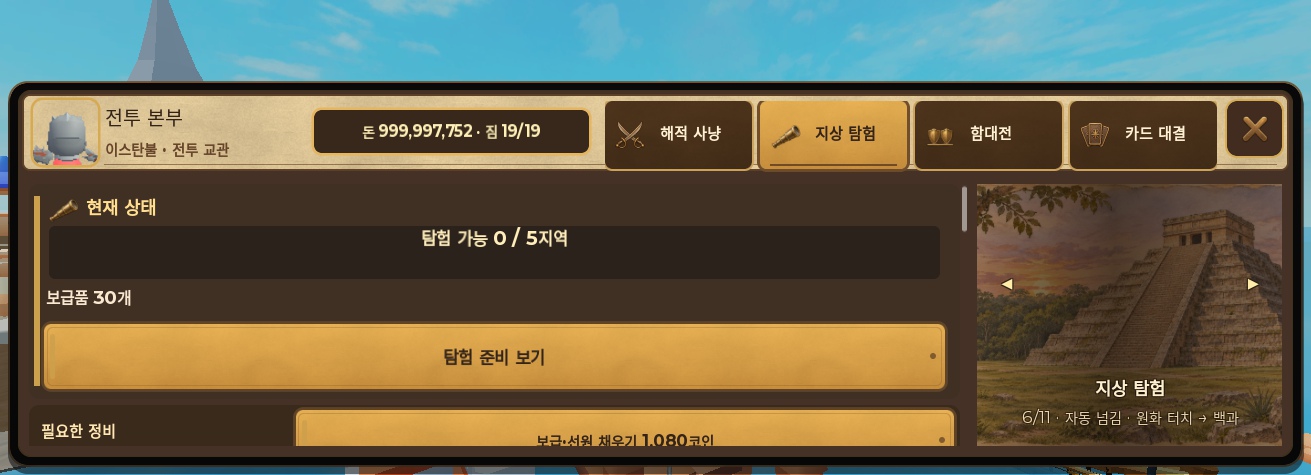 전투 본부
이스탄불 • 전투 교관
돈 999,997,752 · 짐 19/19
해적 사냥
지상 탐험
함대전
카드 대결
현재 상태
탐험 가능 0 / 5지역
보급품 30개
탐험 준비 보기
필요한 정비
보급·선원 채우기 1,080코인
◀
▶
지상 탐험
6/11 · 자동 넘김 · 원화 터치 → 백과